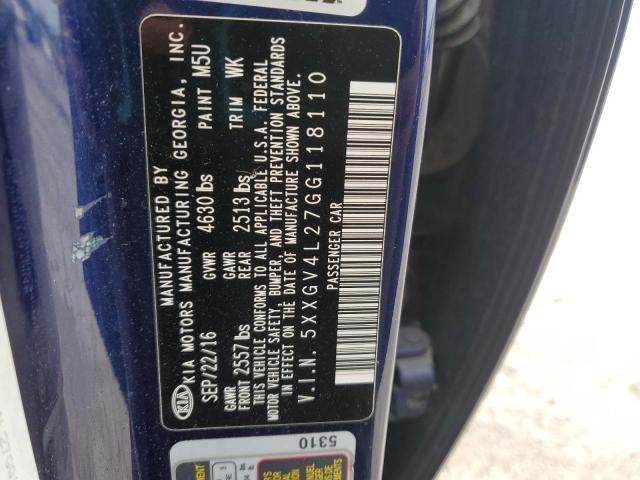 MANUFACTURED BY
KIA KIA MOTORS MANUFACTURING GEORGIA, INC.
SEP/22/16 GVWR 4630 lbs PAINT M5U
GAWR FRONT 2557 lbs GAWR REAR 2513 lbs TRIM WK
THIS VEHICLE CONFORMS TO ALL APPLICABLE U.S.A. FEDERAL
MOTOR VEHICLE SAFETY, BUMPER, AND THEFT PREVENTION STANDARDS
IN EFFECT ON THE DATE OF MANUFACTURE SHOWN ABOVE.
V.I.N. 5XXGV4L27GG118110
PASSENGER CAR
5310